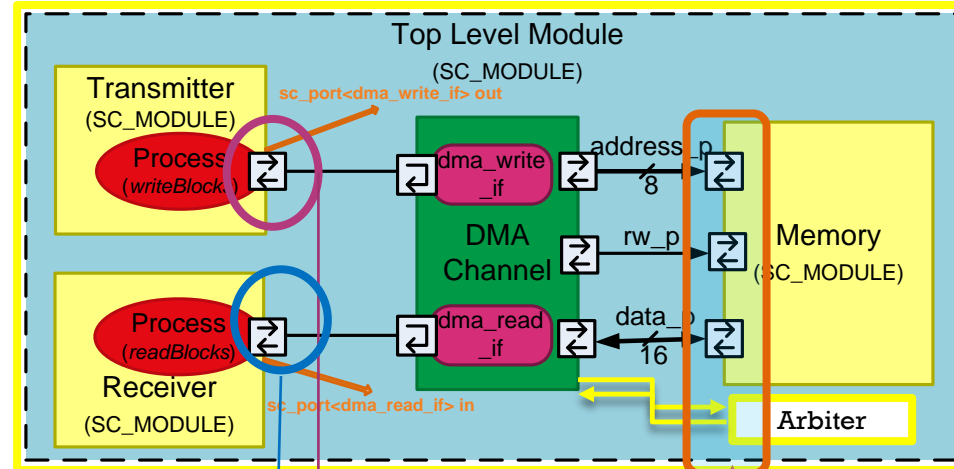 Top Level Module
(SC_MODULE)
Transmitter
(SC_MODULE)
sc_port<dma_write_if> out
Process
(writeBlocks)
dma_write
_if
address_p
8
DMA
Channel
rw_p
Memory
(SC_MODULE)
Process
(readBlocks)
dma_read
_if
data_p
16
Receiver
(SC_MODULE)
sc_port<dma_read_if> in
Arbiter